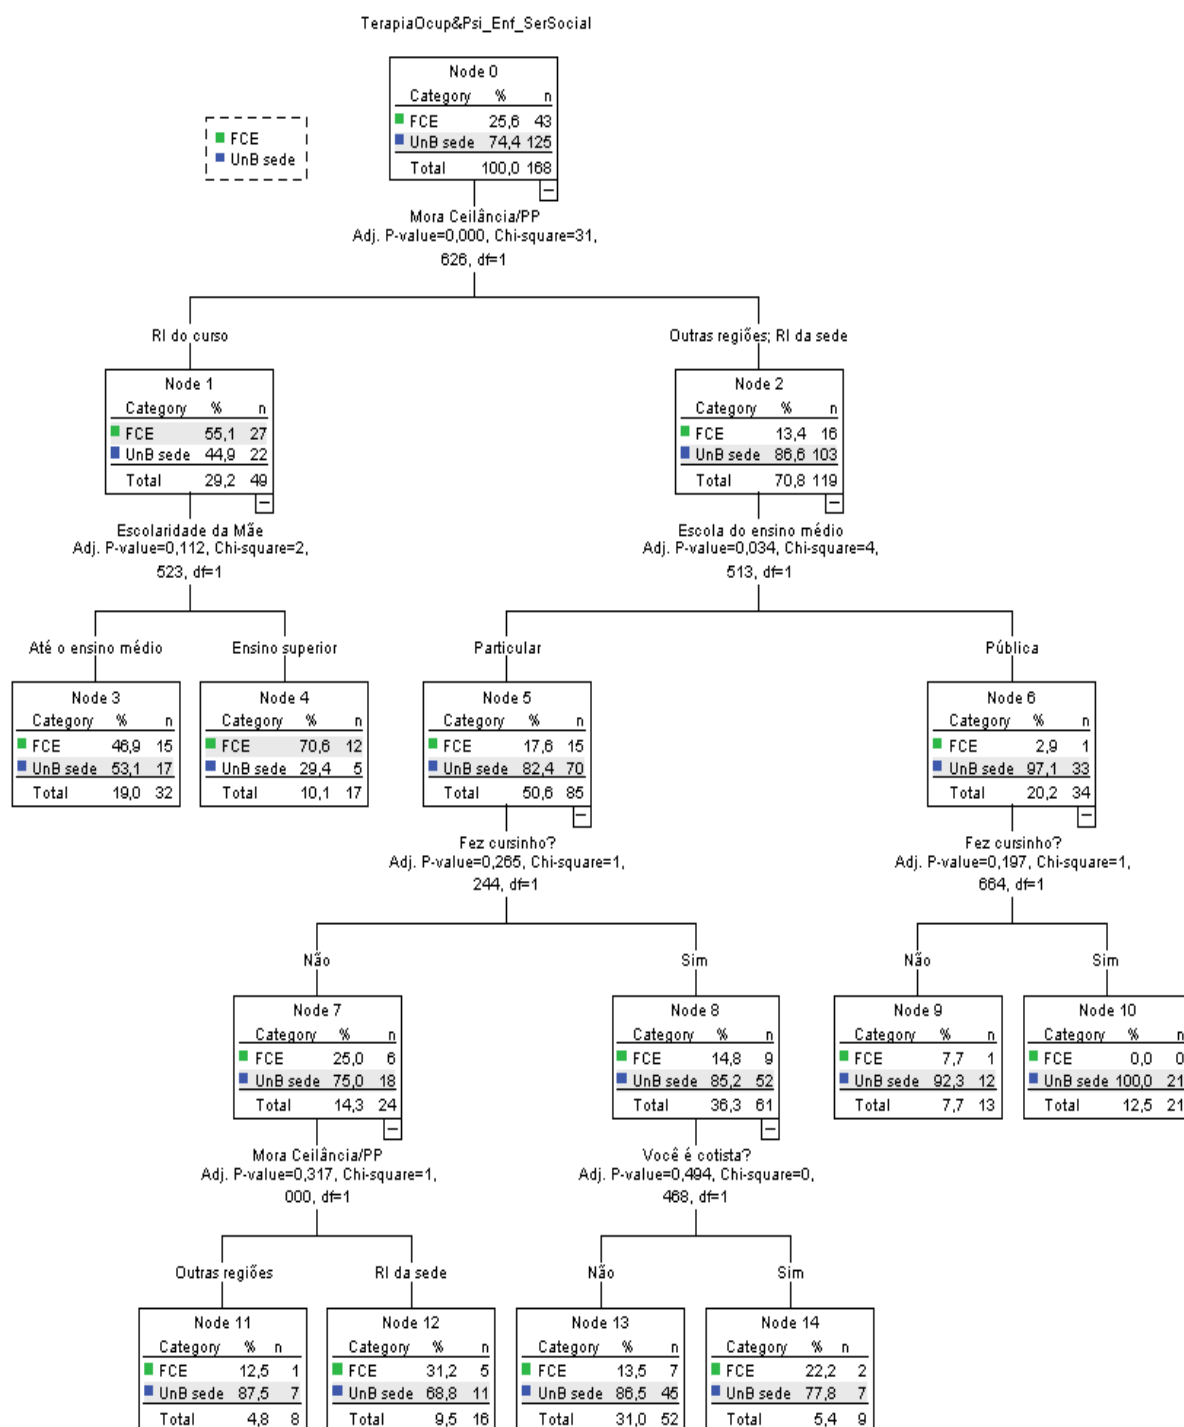 TerapiaOcup&Psi_Enf_SerSocial
Node 0
Category % n
FCE 25,6 43
UnB sede 74,4 125
Total 100,0 168
FCE
UnB sede
Mora Ceilância/PP
Adj. P-value=0,000, Chi-square=31,
626, df=1
RI do curso
Outras regiões; RI da sede
Node 1
Category % n
FCE 55,1 27
UnB sede 44,9 22
Total 29,2 49
Node 2
Category % n
FCE 13,4 16
UnB sede 86,6 103
Total 70,8 119
Escolaridade da Mãe
Adj. P-value=0,112, Chi-square=2,
523, df=1
Escola do ensino médio
Adj. P-value=0,034, Chi-square=4,
513, df=1
Até o ensino médio
Ensino superior
Particular
Pública
Node 3
Category % n
FCE 46,9 15
UnB sede 53,1 17
Total 19,0 32
Node 4
Category % n
FCE 70,6 12
UnB sede 29,4 5
Total 10,1 17
Node 5
Category % n
FCE 17,6 15
UnB sede 82,4 70
Total 50,6 85
Node 6
Category % n
FCE 2,9 1
UnB sede 97,1 33
Total 20,2 34
Fez cursinho?
Adj. P-value=0,265, Chi-square=1,
244, df=1
Fez cursinho?
Adj. P-value=0,197, Chi-square=1,
664, df=1
Não
Sim
Não
Sim
Node 7
Category % n
FCE 25,0 6
UnB sede 75,0 18
Total 14,3 24
Node 8
Category % n
FCE 14,8 9
UnB sede 85,2 52
Total 36,3 61
Node 9
Category % n
FCE 7,7 1
UnB sede 92,3 12
Total 7,7 13
Node 10
Category % n
FCE 0,0 0
UnB sede 100,0 21
Total 12,5 21
Mora Ceilância/PP
Adj. P-value=0,317, Chi-square=1,
000, df=1
Você é cotista?
Adj. P-value=0,494, Chi-square=0,
468, df=1
Outras regiões
RI da sede
Não
Sim
Node 11
Category % n
FCE 12,5 1
UnB sede 87,5 7
Total 4,8 8
Node 12
Category % n
FCE 31,2 5
UnB sede 68,8 11
Total 9,5 16
Node 13
Category % n
FCE 13,5 7
UnB sede 86,5 45
Total 31,0 52
Node 14
Category % n
FCE 22,2 2
UnB sede 77,8 7
Total 5,4 9